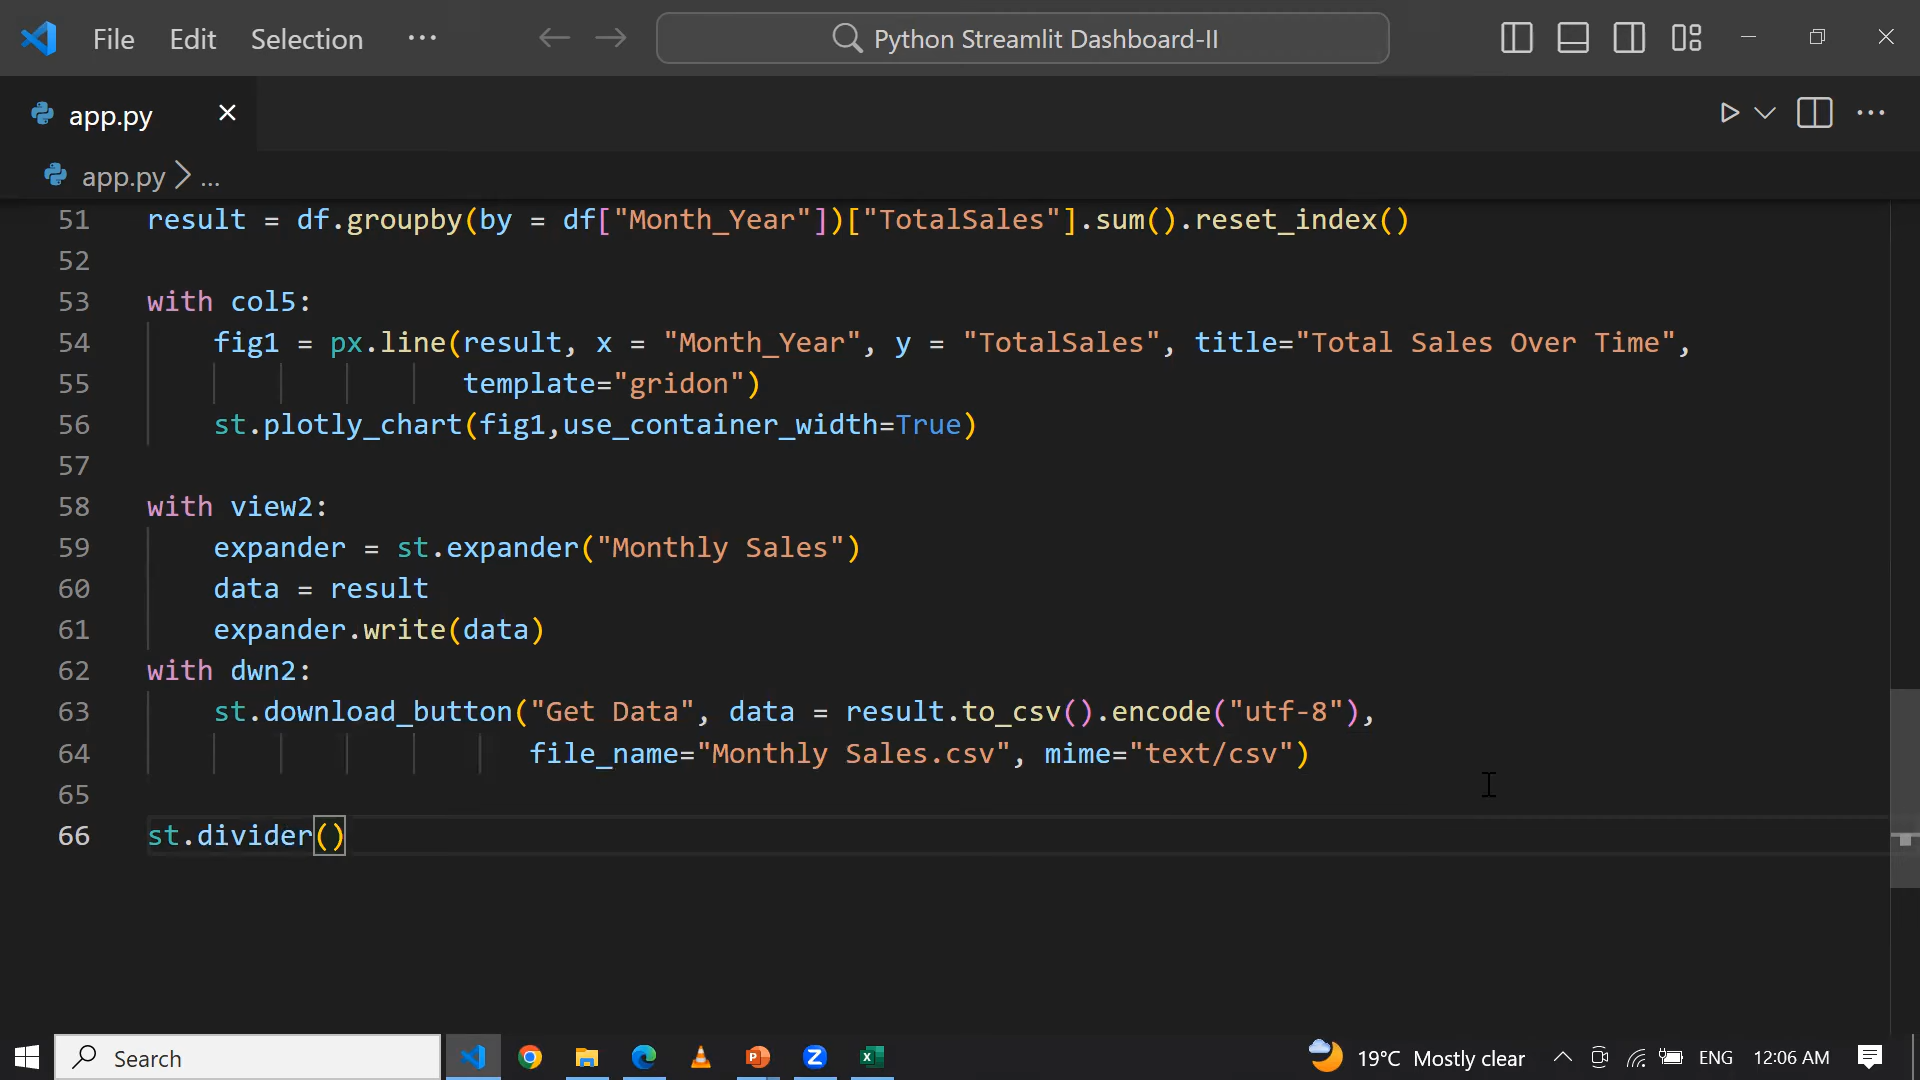 File Edit Selection ... Python Streamlit Dashboard-II
app.py
app.py > ...
51 result = df.groupby(by = df["Month_Year"])["TotalSales"].sum().reset_index()
52
53 with col5:
54     fig1 = px.line(result, x = "Month_Year", y = "TotalSales", title="Total Sales Over Time",
55                    template="gridon")
56     st.plotly_chart(fig1,use_container_width=True)
57
58 with view2:
59     expander = st.expander("Monthly Sales")
60     data = result
61     expander.write(data)
62 with dwn2:
63     st.download_button("Get Data", data = result.to_csv().encode("utf-8"),
64                        file_name="Monthly Sales.csv", mime="text/csv")
65
66 st.divider()
Search 19°C Mostly clear ENG 12:06 AM